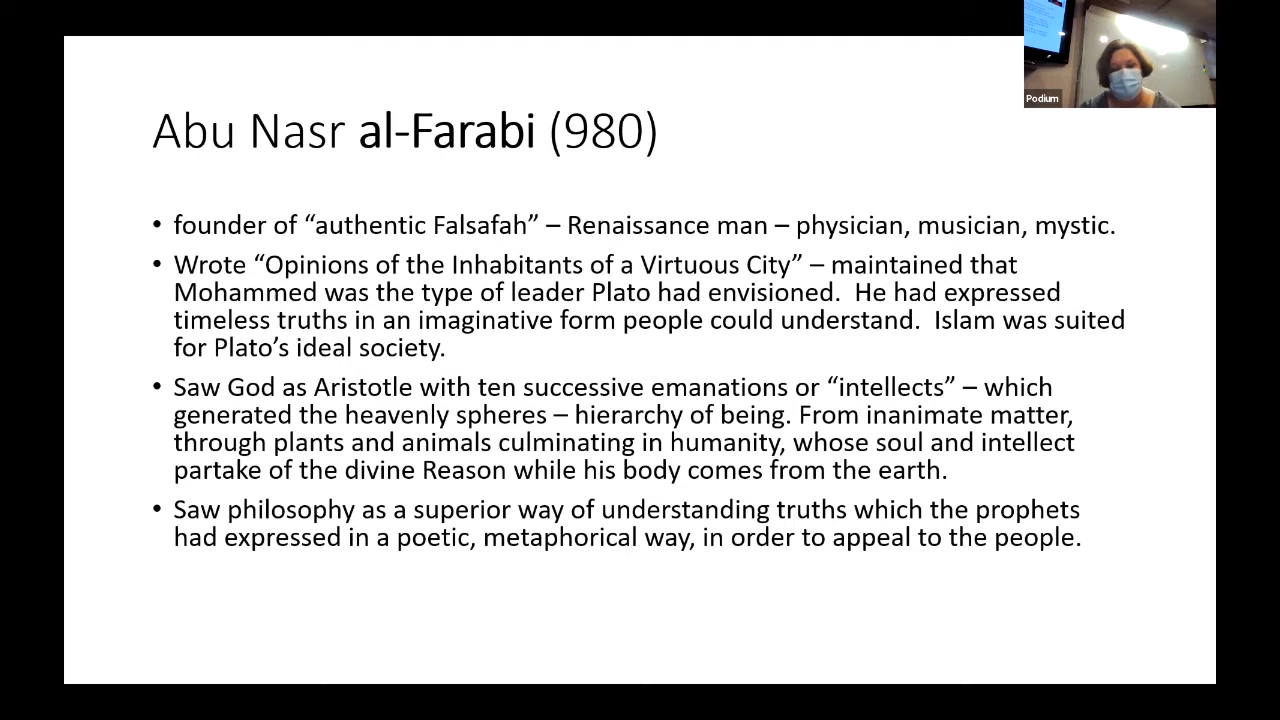 Abu Nasr al-Farabi (980)
• founder of “authentic Falsafah” – Renaissance man – physician, musician, mystic.
• Wrote “Opinions of the Inhabitants of a Virtuous City” – maintained that
Mohammed was the type of leader Plato had envisioned.  He had expressed
timeless truths in an imaginative form people could understand.  Islam was suited
for Plato’s ideal society.
• Saw God as Aristotle with ten successive emanations or “intellects” – which
generated the heavenly spheres – hierarchy of being. From inanimate matter,
through plants and animals culminating in humanity, whose soul and intellect
partake of the divine Reason while his body comes from the earth.
• Saw philosophy as a superior way of understanding truths which the prophets
had expressed in a poetic, metaphorical way, in order to appeal to the people.
Podium